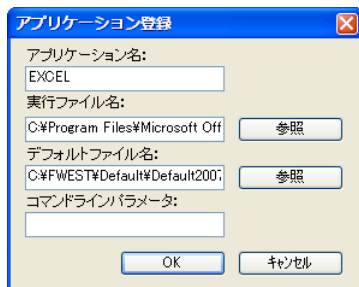 アプリケーション登録
アプリケーション名:
EXCEL
実行ファイル名:
C:¥Program Files¥Microsoft Off
参照
デフォルトファイル名:
C:¥FWEST¥Default¥Default2007.
参照
コマンドラインパラメータ:
OK
キャンセル